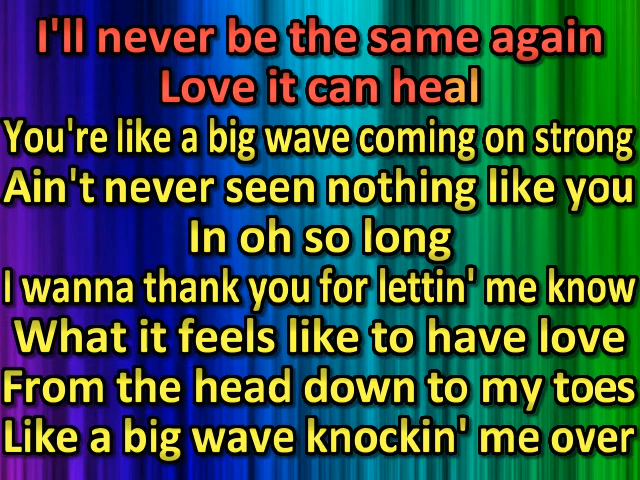 I'll never be the same again
Love it can heal
You're like a big wave coming on strong
Ain't never seen nothing like you
In oh so long
I wanna thank you for lettin' me know
What it feels like to have love
From the head down to my toes
Like a big wave knockin' me over